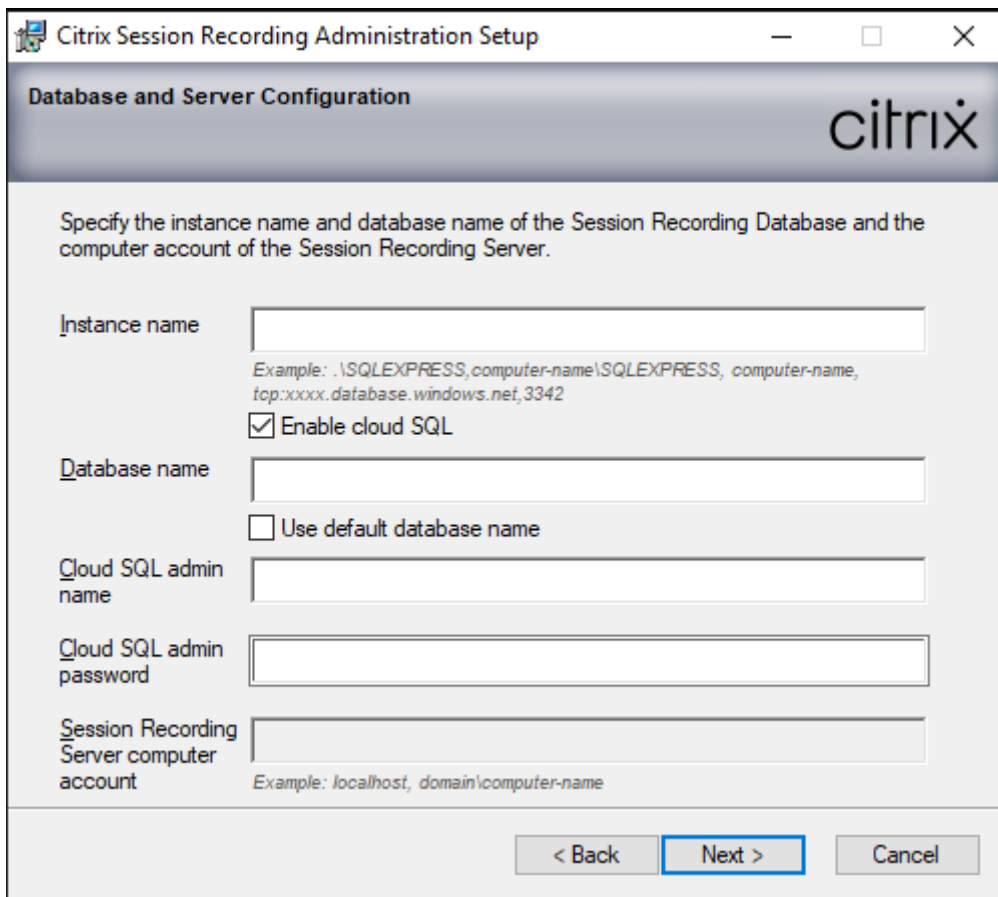 Citrix Session Recording Administration Setup
Database and Server Configuration
citrix
Specify the instance name and database name of the Session Recording Database and the
computer account of the Session Recording Server.
Instance name
Example: .\SQLEXPRESS,computer-name\SQLEXPRESS, computer-name,
tcp:xxxx.database.windows.net,3342
Enable cloud SQL
Database name
Use default database name
Cloud SQL admin
name
Cloud SQL admin
password
Session Recording
Server computer
account
Example: localhost, domain\computer-name
< Back
Next >
Cancel